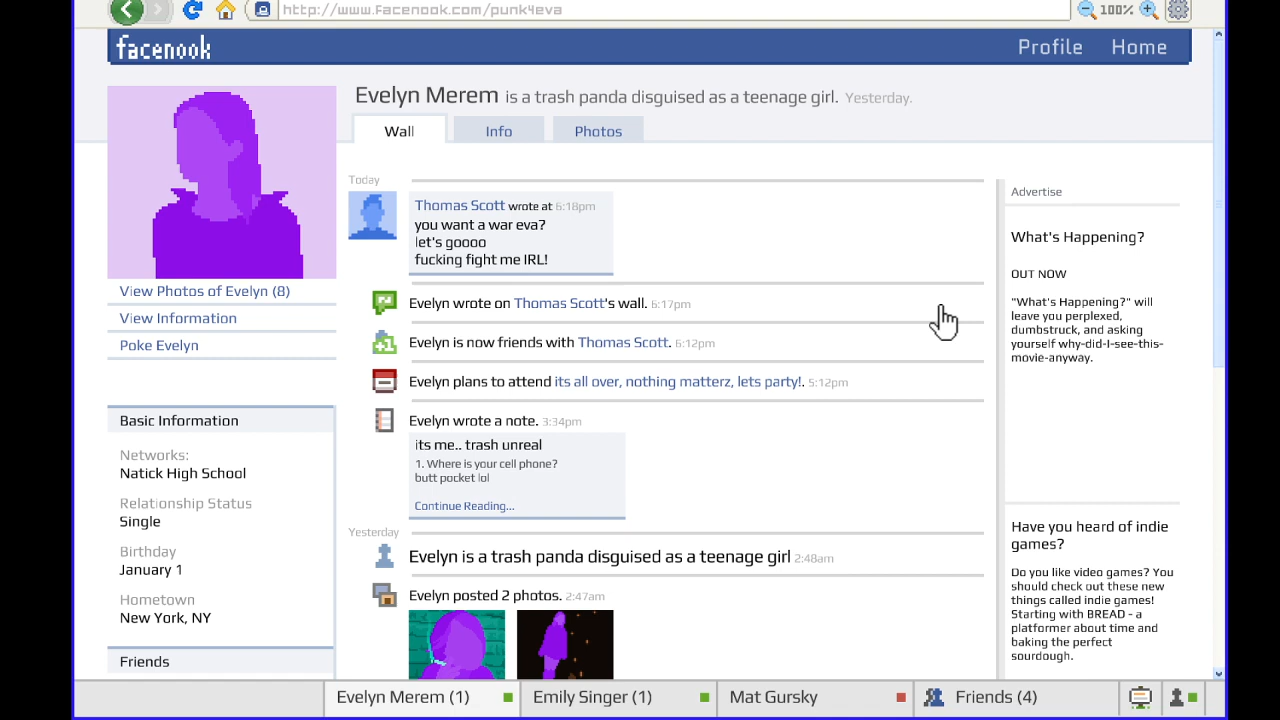 http://www.facenook.com/punk4eva
100%
facenook
Profile Home
Evelyn Merem is a trash panda disguised as a teenage girl. Yesterday.
Wall Info Photos
Today
Thomas Scott wrote at 6:18pm
you want a war eva?
let's goooo
fucking fight me IRL!
Evelyn wrote on Thomas Scott's wall. 6:17pm
+1
Evelyn is now friends with Thomas Scott. 6:12pm
Evelyn plans to attend its all over, nothing matterz, lets party!. 5:12pm
Evelyn wrote a note. 3:34pm
its me.. trash unreal
1. Where is your cell phone?
butt pocket lol
Continue Reading...
Yesterday
Evelyn is a trash panda disguised as a teenage girl 2:48am
Evelyn posted 2 photos. 2:47am
View Photos of Evelyn (8)
View Information
Poke Evelyn
Basic Information
Networks:
Natick High School
Relationship Status
Single
Birthday
January 1
Hometown
New York, NY
Friends
Advertise
What's Happening?
OUT NOW
"What's Happening?" will
leave you perplexed,
dumbstruck, and asking
yourself why-did-I-see-this-
movie-anyway.
Have you heard of indie
games?
Do you like video games? You
should check out these new
things called indie games!
Starting with BREAD - a
platformer about time and
baking the perfect
sourdough.
Evelyn Merem (1) Emily Singer (1) Mat Gursky Friends (4)